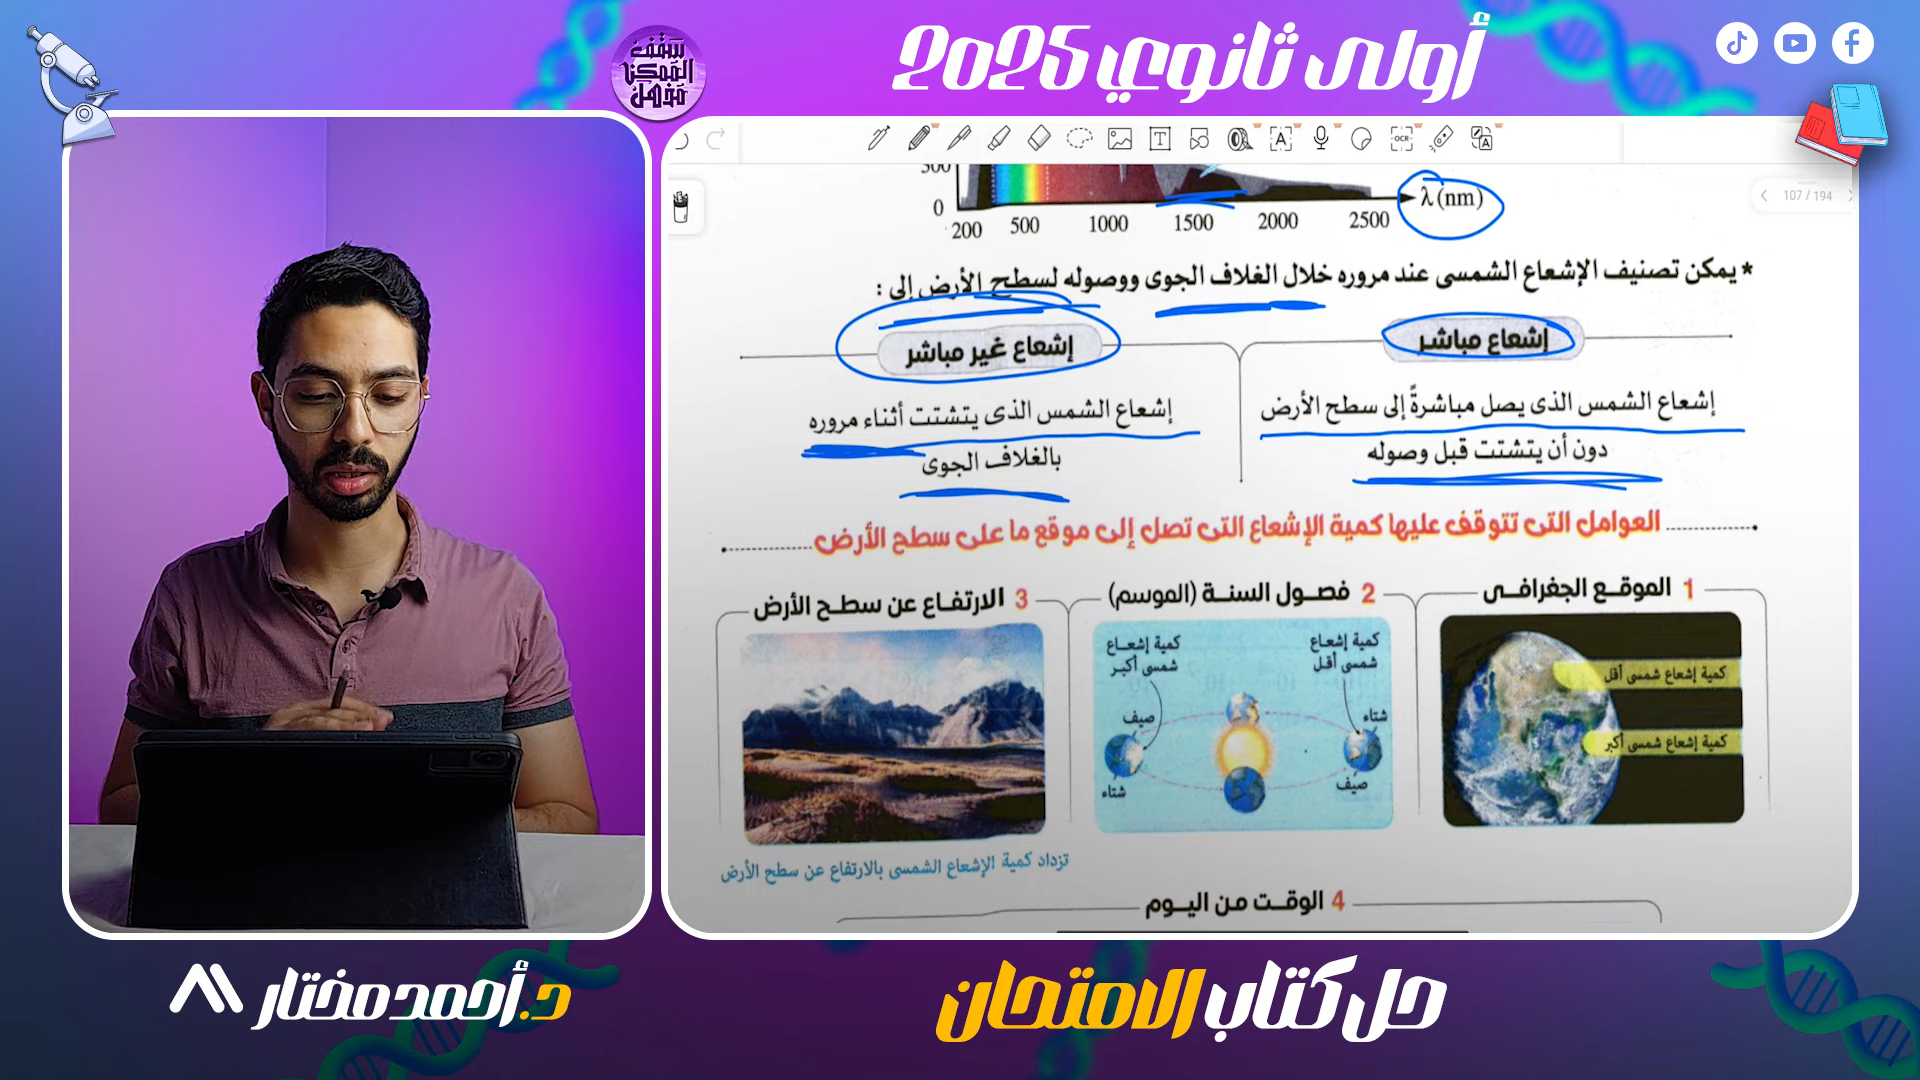 أولى ثانوي 2025
سقف
الممكن
مذهل
OCR
A
T
A
107 / 194
500
0
200 500 1000 1500 2000 2500
λ (nm)
* يمكن تصنيف الإشعاع الشمسى عند مروره خلال الغلاف الجوى ووصوله لسطح الأرض إلى :
إشعاع مباشر
إشعاع الشمس الذى يصل مباشرةً إلى سطح الأرض
دون أن يتشتت قبل وصوله
إشعاع غير مباشر
إشعاع الشمس الذى يتشتت أثناء مروره
بالغلاف الجوى
العوامل التى تتوقف عليها كمية الإشعاع التى تصل إلى موقع ما على سطح الأرض
1 الموقع الجغرافى
كمية إشعاع شمسى أقل
كمية إشعاع شمسى أكبر
2 فصول السنة (الموسم)
كمية إشعاع
شمسى أقل
شتاء
صيف
كمية إشعاع
شمسى أكبر
صيف
شتاء
3 الارتفاع عن سطح الأرض
تزداد كمية الإشعاع الشمسى بالارتفاع عن سطح الأرض
4 الوقت من اليوم
د.أحمد مختار
حل كتاب الامتحان